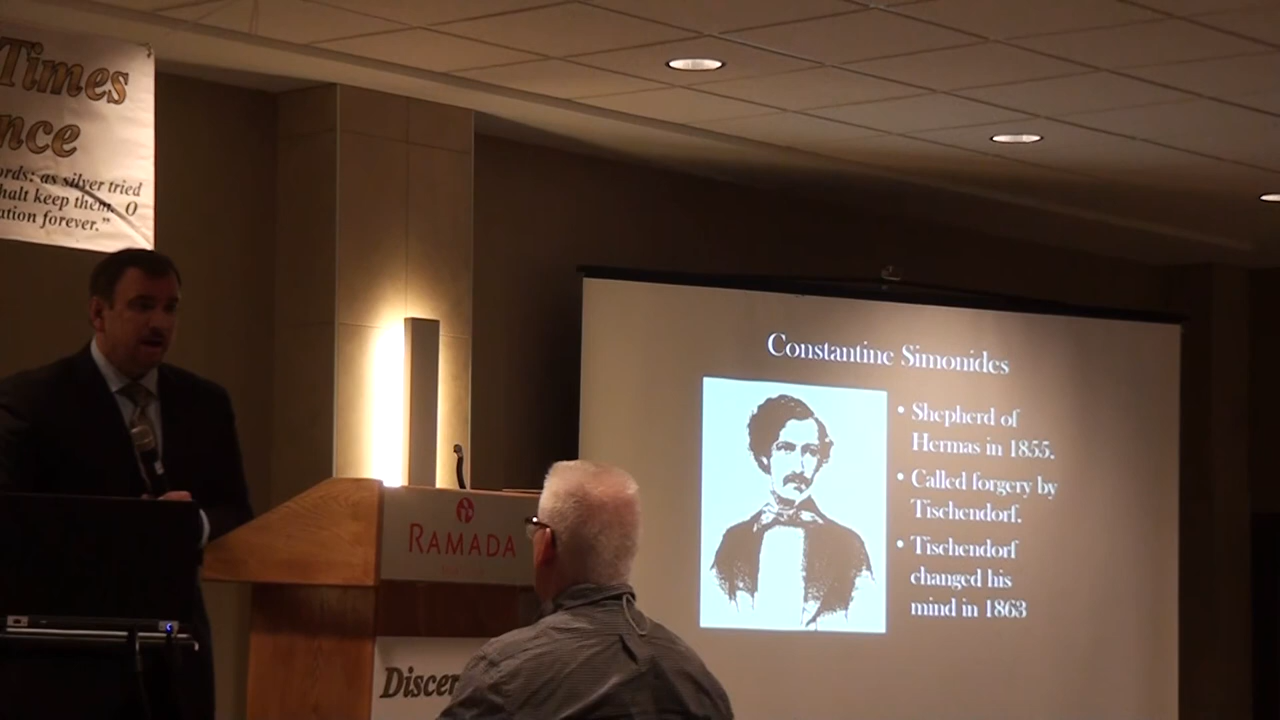 Times
nce
ords: as silver tried
halt keep them, O
ation forever."
RAMADA
Discer
Constantine Simonides
• Shepherd of
Hermas in 1855.
• Called forgery by
Tischendorf.
• Tischendorf
changed his
mind in 1863